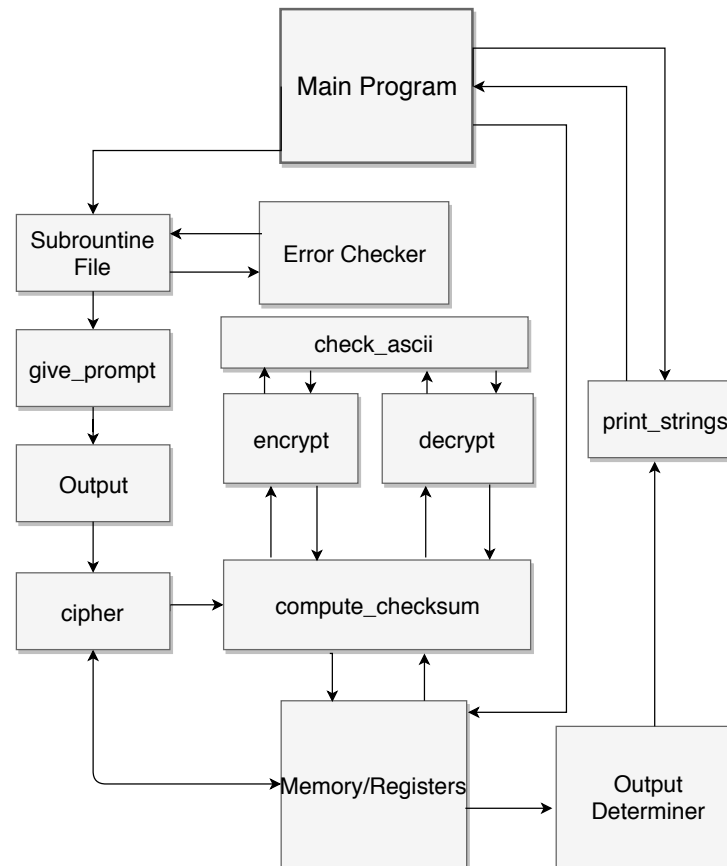 Main Program
Subrountine
File
Error Checker
check_ascii
give_prompt
encrypt
decrypt
print_strings
Output
cipher
compute_checksum
Memory/Registers
Output
Determiner